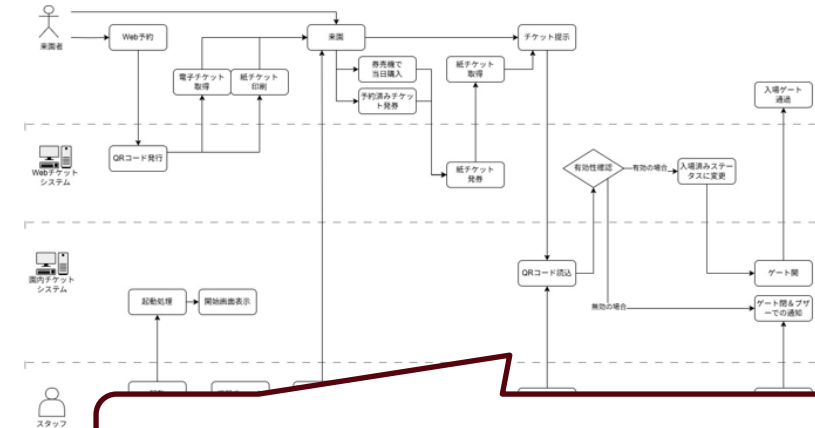 来園者
Web予約
来園
チケット提示
電子チケット
取得
紙チケット
印刷
券売機で
当日購入
予約済みチケッ
ト発券
紙チケット
取得
入場ゲート
通過
Webチケット
システム
QRコード発行
紙チケット
発券
有効性確認
有効の場合
入場済みステー
タスに変更
園内チケット
システム
QRコード読込
ゲート開
起動処理
開始画面表示
無効の場合
ゲート閉&ブザ
ーでの通知
スタッフ